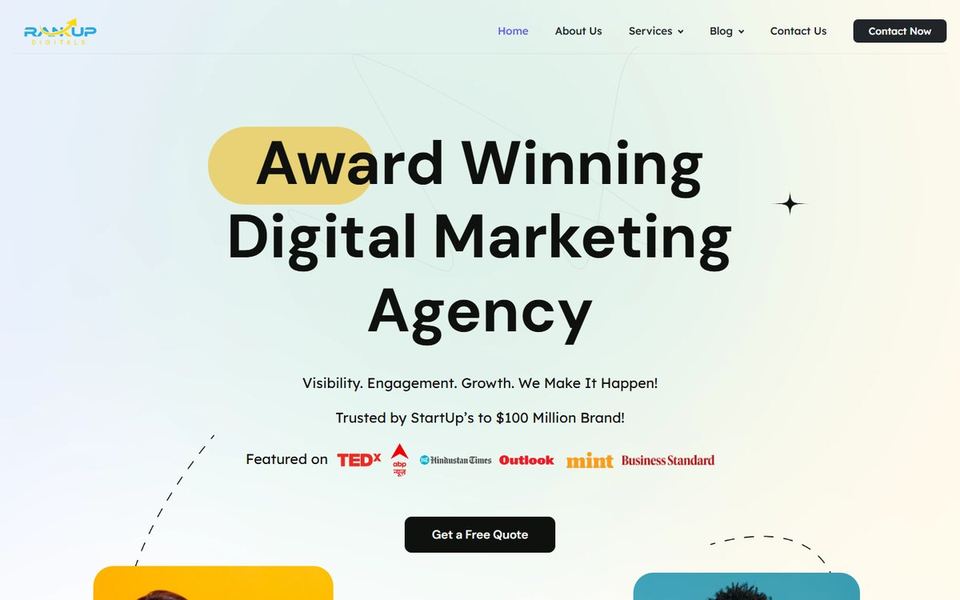 RANKUP
DIGITALS
Home About Us Services Blog Contact Us Contact Now
Award Winning
Digital Marketing
Agency
Visibility. Engagement. Growth. We Make It Happen!
Trusted by StartUp's to $100 Million Brand!
Featured on TEDx abp न्यूज़ ht Hindustan Times Outlook mint Business Standard
Get a Free Quote